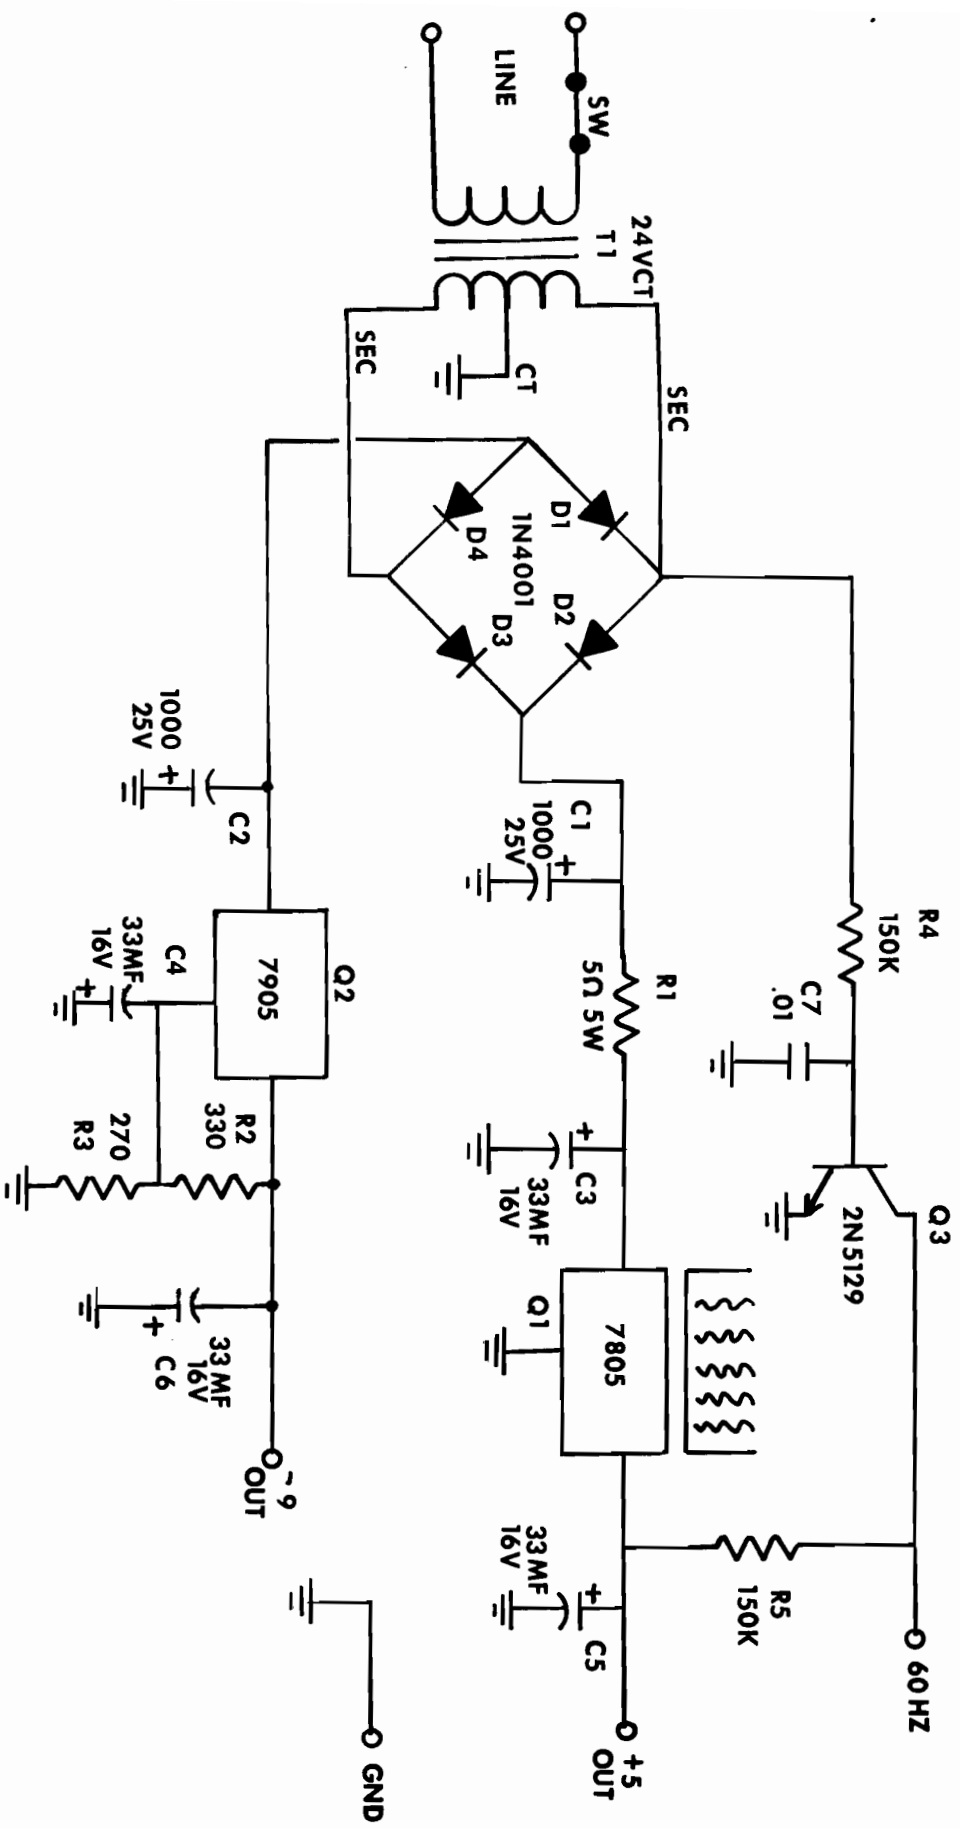 LINE
SW
T1
24VCT
SEC
CT
SEC
D1
1N4001
D4
D2
D3
1000
25V
C2
C1
1000
25V
+
+
R4
150K
C7
.01
R1
5Ω 5W
Q2
7905
C4
33MF
16V
+
R2
330
270
R3
+
C3
33MF
16V
Q3
2N5129
Q1
7805
33MF
16V
C6
+
-9
OUT
R5
150K
33MF
16V
+
C5
60HZ
+5
OUT
GND